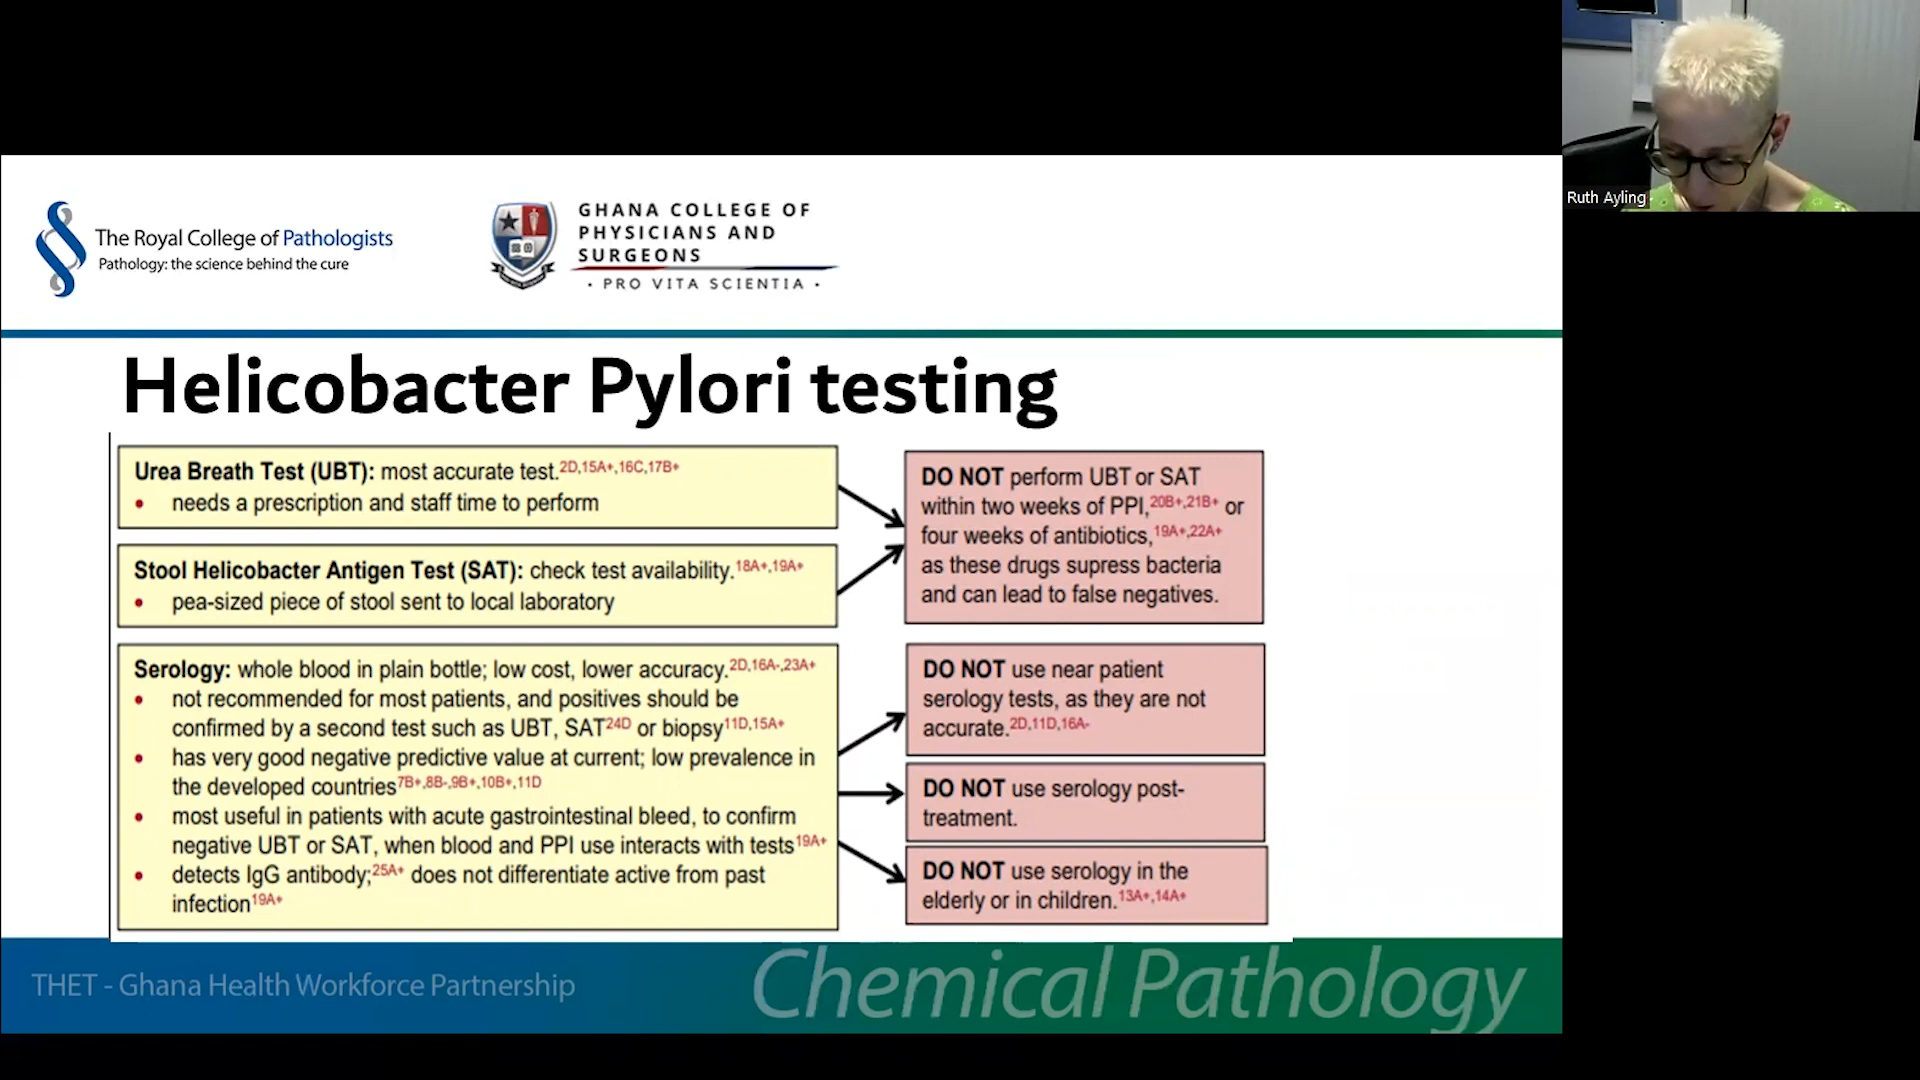 Ruth Ayling
The Royal College of Pathologists
Pathology: the science behind the cure
GHANA COLLEGE OF
PHYSICIANS AND
SURGEONS
· PRO VITA SCIENTIA ·
Helicobacter Pylori testing
Urea Breath Test (UBT): most accurate test.2D,15A+,16C,17B+
• needs a prescription and staff time to perform
Stool Helicobacter Antigen Test (SAT): check test availability.18A+,19A+
• pea-sized piece of stool sent to local laboratory
Serology: whole blood in plain bottle; low cost, lower accuracy.2D,16A-,23A+
• not recommended for most patients, and positives should be
confirmed by a second test such as UBT, SAT24D or biopsy11D,15A+
• has very good negative predictive value at current; low prevalence in
the developed countries7B+,8B-,9B+,10B+,11D
• most useful in patients with acute gastrointestinal bleed, to confirm
negative UBT or SAT, when blood and PPI use interacts with tests19A+
• detects IgG antibody;25A+ does not differentiate active from past
infection19A+
DO NOT perform UBT or SAT
within two weeks of PPI,20B+,21B+ or
four weeks of antibiotics,19A+,22A+
as these drugs supress bacteria
and can lead to false negatives.
DO NOT use near patient
serology tests, as they are not
accurate.2D,11D,16A-
DO NOT use serology post-
treatment.
DO NOT use serology in the
elderly or in children.13A+,14A+
THET - Ghana Health Workforce Partnership
Chemical Pathology